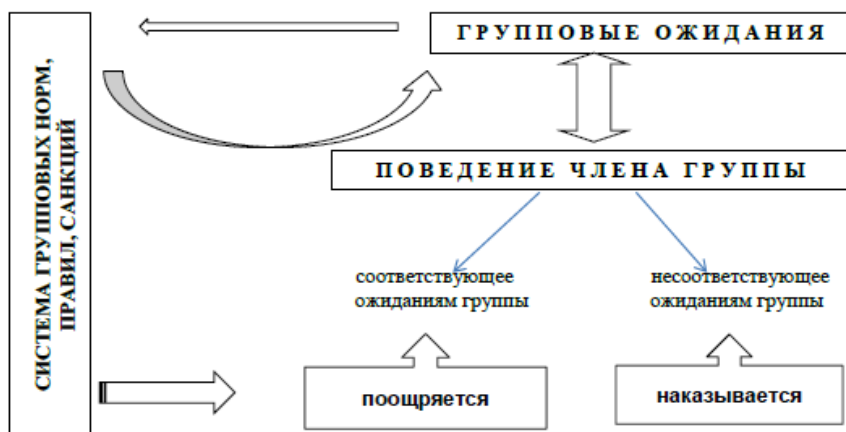 СИСТЕМА ГРУППОВЫХ НОРМ,
ПРАВИЛ, САНКЦИЙ
ГРУППОВЫЕ ОЖИДАНИЯ
ПОВЕДЕНИЕ ЧЛЕНА ГРУППЫ
соответствующее
ожиданиям группы
несоответствующее
ожиданиям группы
поощряется
наказывается